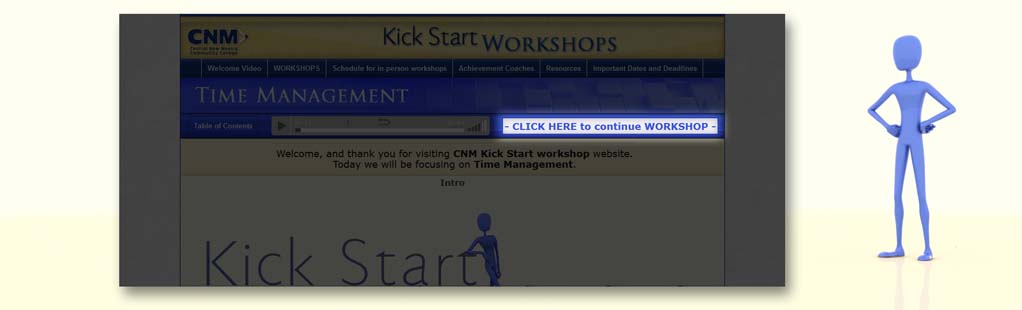 CNM
Central New Mexico
Community College
Kick Start WORKSHOPS
Welcome Video
WORKSHOPS
Schedule for in person workshops
Achievement Coaches
Resources
Important Dates and Deadlines
TIME MANAGEMENT
Table of Contents
- CLICK HERE to continue WORKSHOP -
Welcome, and thank you for visiting CNM Kick Start workshop website.
Today we will be focusing on Time Management.
Intro
Kick Start